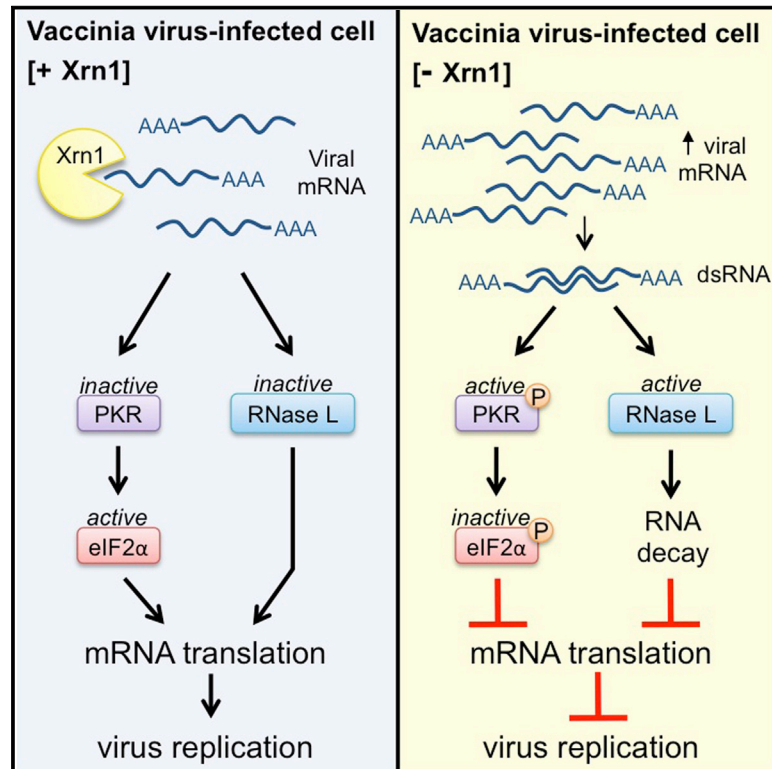 Vaccinia virus-infected cell
[+ Xrn1]
AAA
Xrn1
Viral
mRNA
AAA
AAA
inactive
PKR
inactive
RNase L
active
eIF2α
mRNA translation
virus replication
Vaccinia virus-infected cell
[- Xrn1]
AAA
AAA
viral
mRNA
AAA
AAA
AAA
dsRNA
AAA
AAA
active
PKR
P
active
RNase L
inactive
eIF2α
P
RNA
decay
mRNA translation
virus replication